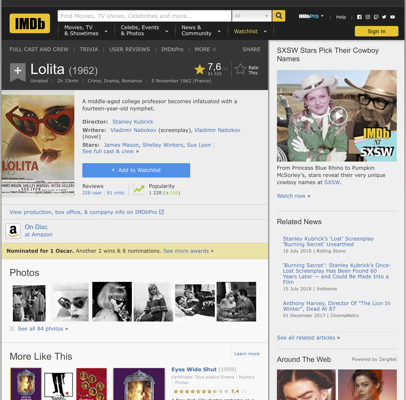 IMDb
Find Movies, TV shows, Celebrities and more...
All
IMDbPro
Help
Movies, TV
& Showtimes
Celebs, Events
& Photos
News &
Community
Watchlist
Sign in
FULL CAST AND CREW | TRIVIA | USER REVIEWS | IMDbPro | MORE
SHARE
Lolita (1962)
7,6
Rate
This
Unrated | 2h 33min | Crime, Drama, Romance | 5 November 1962 (France)
LOLITA
A middle-aged college professor becomes infatuated with a
fourteen-year-old nymphet.
Director: Stanley Kubrick
Writers: Vladimir Nabokov (screenplay), Vladimir Nabokov
(novel)
Stars: James Mason, Shelley Winters, Sue Lyon
See full cast & crew »
+ Add to Watchlist
Reviews
228 user | 91 critic
Popularity
1 228
View production, box office, & company info on IMDbPro
On Disc
at Amazon
Nominated for 1 Oscar. Another 2 wins & 8 nominations. See more awards »
Photos
See all 84 photos »
More Like This
Learn more
Eyes Wide Shut (1999)
7,4
SXSW Stars Pick Their Cowboy
Names
IMDb
at
SXSW
From Princess Blue Rhino to Pumpkin
McSorley's, stars reveal their very
unique cowboy names at SXSW.
Watch now »
Related News
Stanley Kubrick's 'Lost' Screenplay
'Burning Secret' Unearthed
16 July 2018 | Rolling Stone
'Burning Secret': Stanley Kubrick's Once-
Lost Screenplay Has Been Found 60
Years Later — and Could Be Made Into a
Film
15 July 2018 | Indiewire
Anthony Harvey, Director Of "The Lion In
Winter", Dead At 87
01 December 2017 | CinemaRetro
See all related articles »
Around The Web
Powered by ZergNet